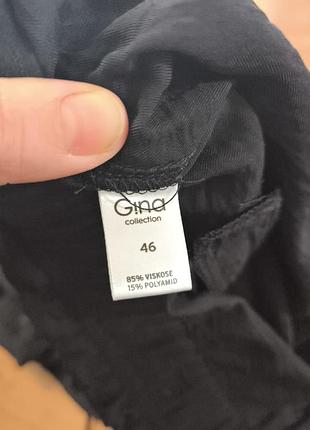 Gina
collection
46
85% VISKOSE
15% POLYAMID